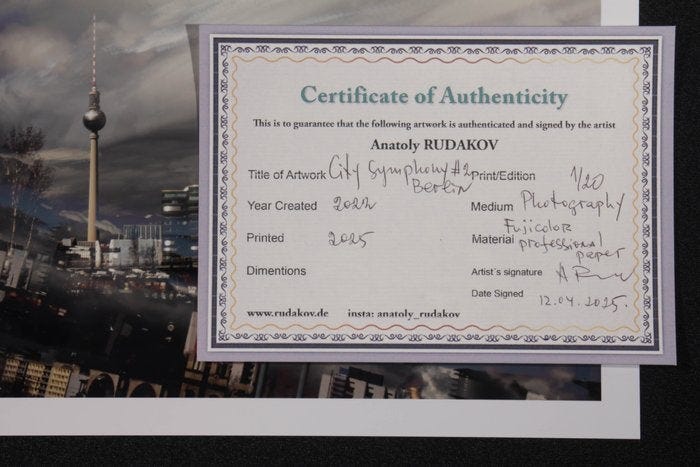 Certificate of Authenticity
This is to guarantee that the following artwork is authenticated and signed by the artist
Anatoly RUDAKOV
Title of Artwork City Symphony #2 Berlin
Print/Edition 1/20
Year Created 2022
Medium Photography
Printed 2025
Material Fujicolor professional paper
Dimentions
Artist`s signature
Date Signed 12.04.2025.
www.rudakov.de insta: anatoly_rudakov